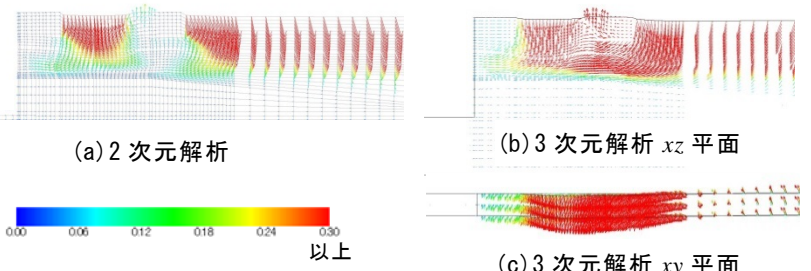 (a)2 次元解析
(b)3 次元解析 xz 平面
0.00 0.06 0.12 0.18 0.24 0.30
以上
(c)3 次元解析 xy 平面